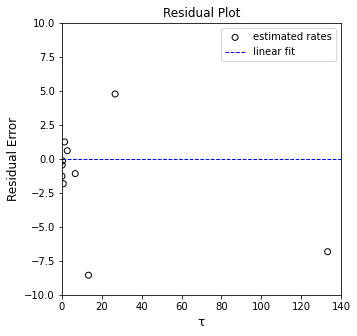 Residual Plot
estimated rates
linear fit
Residual Error
10.0
7.5
5.0
2.5
0.0
−2.5
−5.0
−7.5
−10.0
0 20 40 60 80 100 120 140
τ